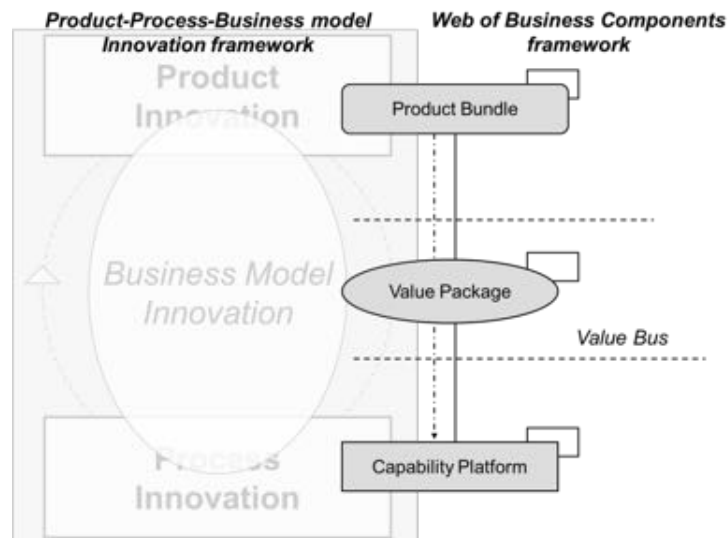 Product-Process-Business model
Innovation framework
Web of Business Components
framework
Product
Innovation
Product Bundle
Business Model
Innovation
Value Package
Value Bus
Process
Innovation
Capability Platform